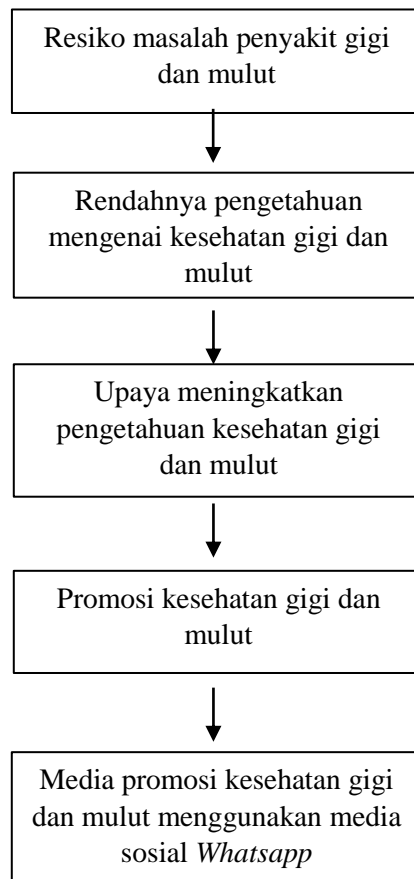 Resiko masalah penyakit gigi
dan mulut
Rendahnya pengetahuan
mengenai kesehatan gigi dan
mulut
Upaya meningkatkan
pengetahuan kesehatan gigi
dan mulut
Promosi kesehatan gigi dan
mulut
Media promosi kesehatan gigi
dan mulut menggunakan media
sosial Whatsapp